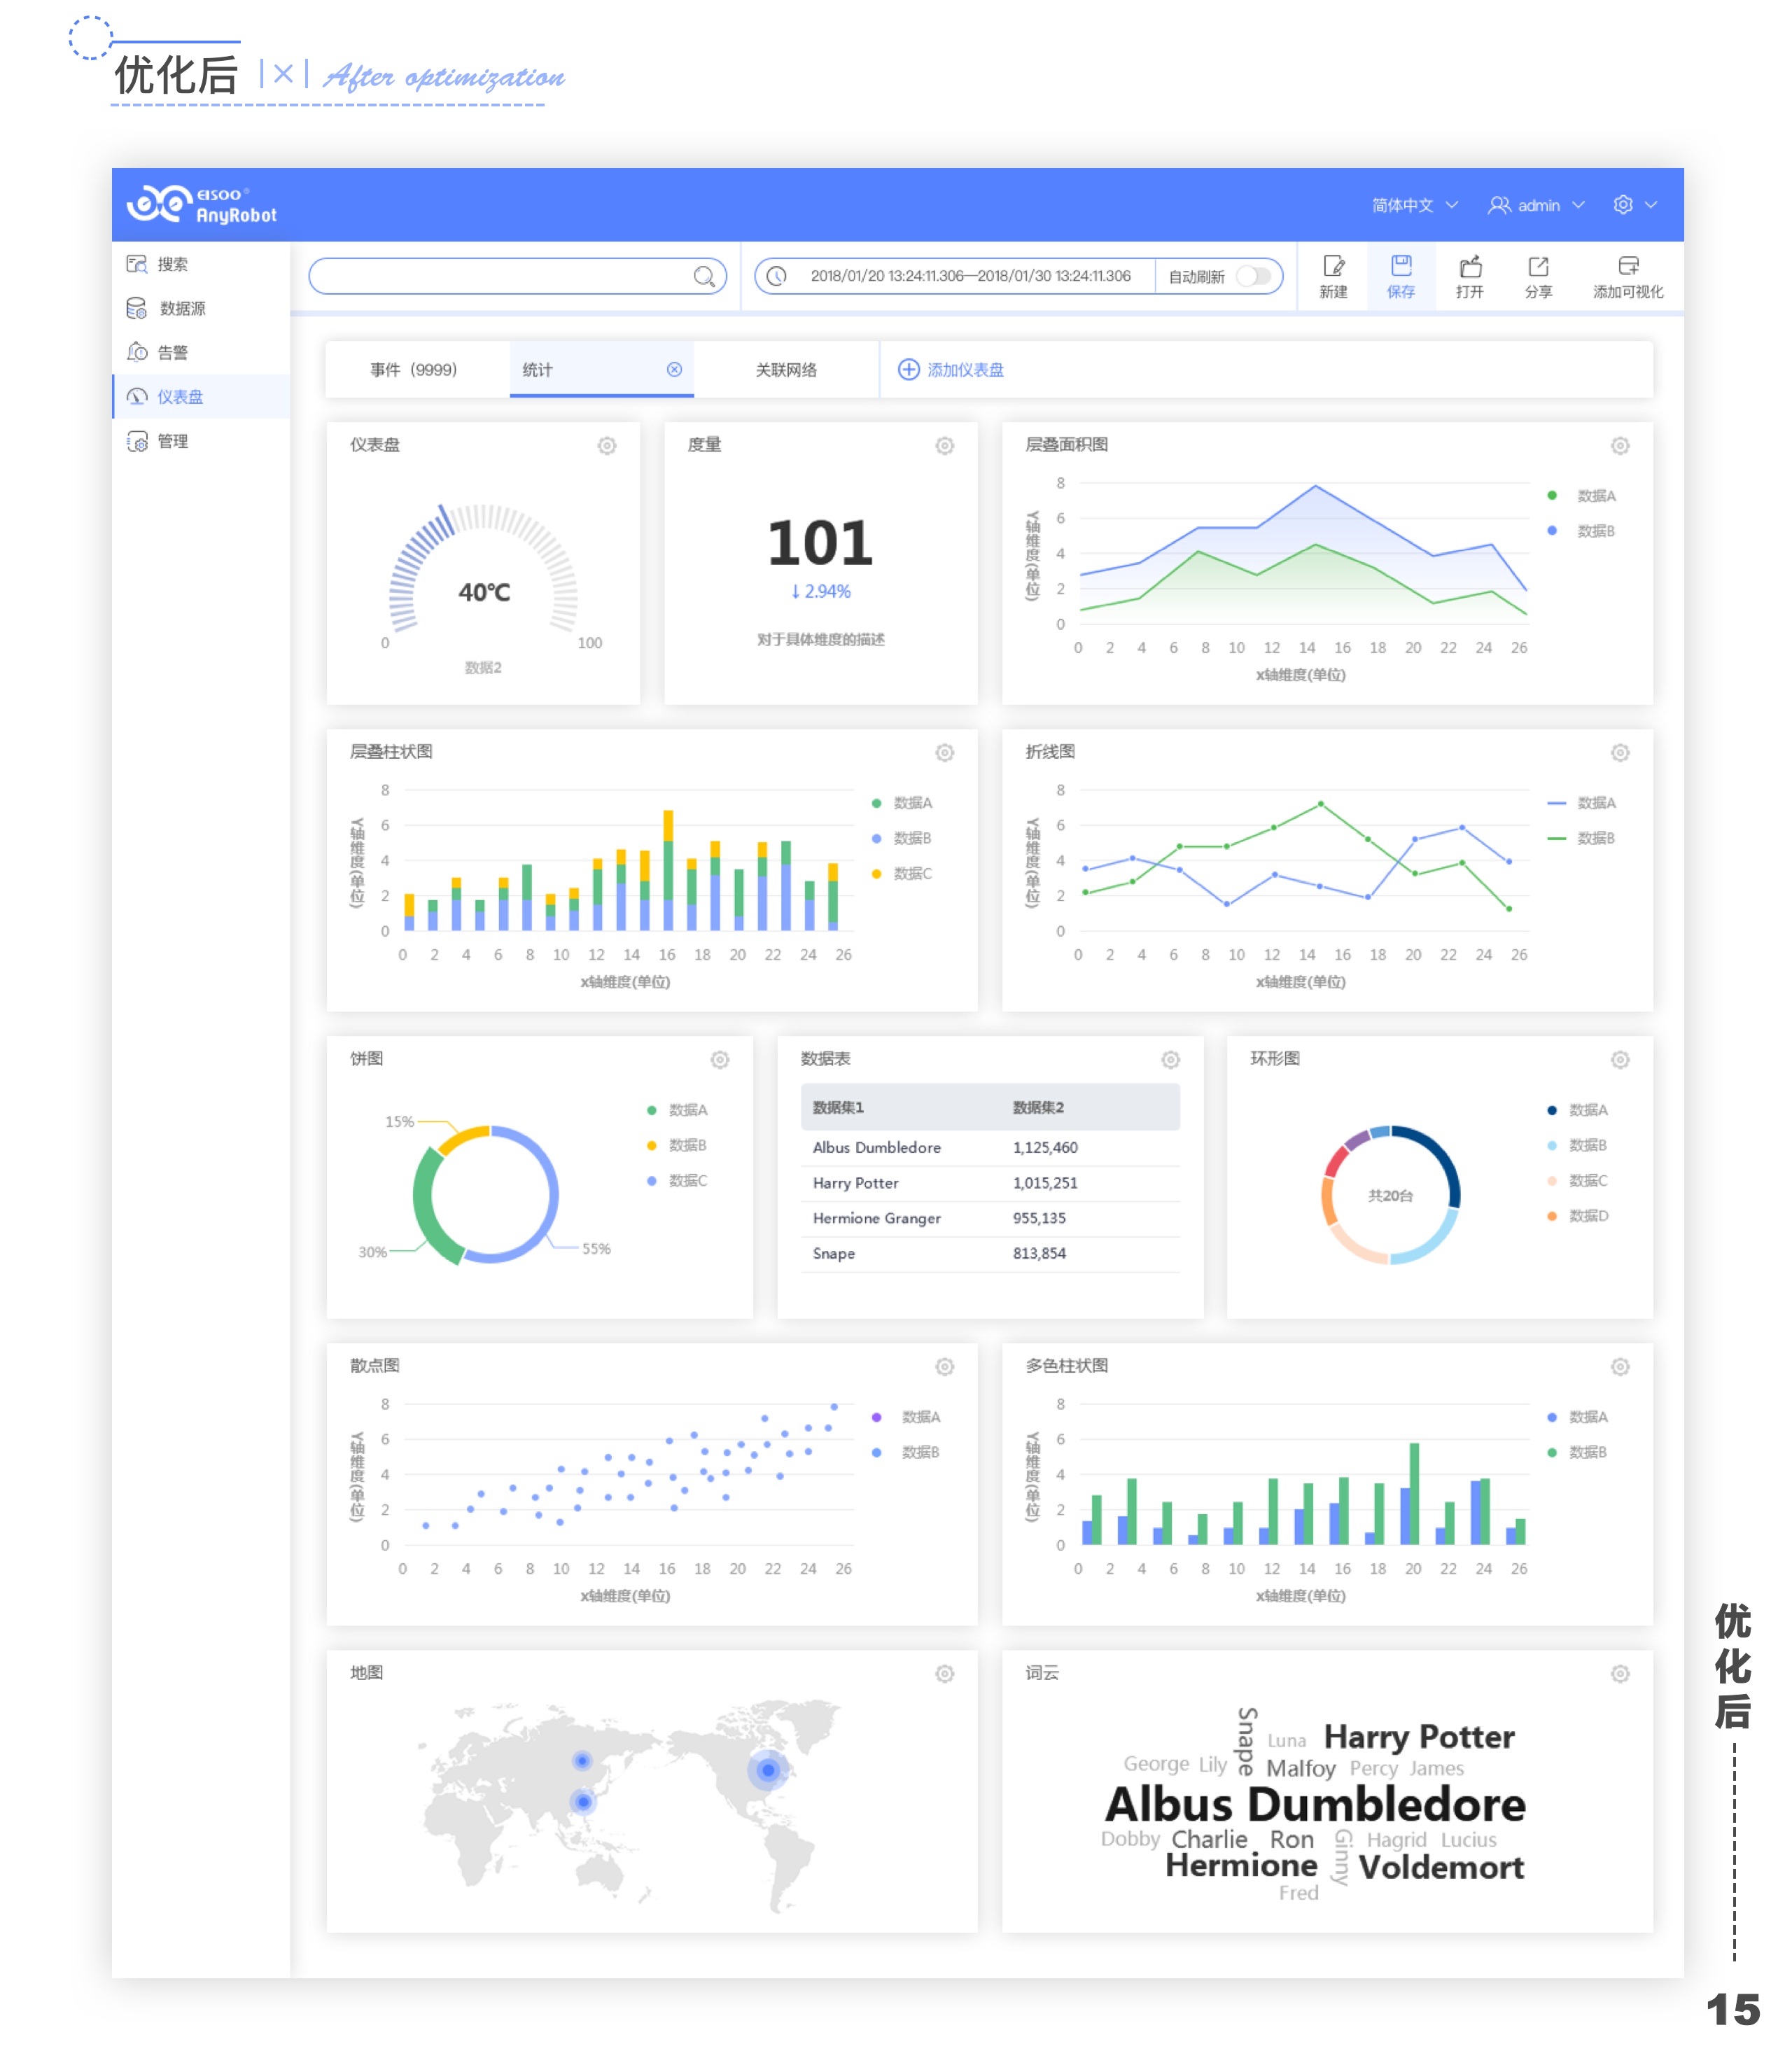 优化后 |×| After optimization
EISOO®
AnyRobot
简体中文 admin
搜索
数据源
告警
仪表盘
管理
2018/01/20 13:24:11.306—2018/01/30 13:24:11.306 自动刷新
新建 保存 打开 分享 添加可视化
事件（9999） 统计 关联网络 添加仪表盘
仪表盘
40℃
0 100
数据2
度量
101
↓2.94%
对于具体维度的描述
层叠面积图
Y轴维度(单位)
8
6
4
2
0
0 2 4 6 8 10 12 14 16 18 20 22 24 26
x轴维度(单位)
数据A
数据B
层叠柱状图
Y轴维度(单位)
8
6
4
2
0
0 2 4 6 8 10 12 14 16 18 20 22 24 26
x轴维度(单位)
数据A
数据B
数据C
折线图
Y轴维度(单位)
8
6
4
2
0
0 2 4 6 8 10 12 14 16 18 20 22 24 26
x轴维度(单位)
数据A
数据B
饼图
15%
30%
55%
数据A
数据B
数据C
数据表
数据集1 数据集2
Albus Dumbledore 1,125,460
Harry Potter 1,015,251
Hermione Granger 955,135
Snape 813,854
环形图
共20台
数据A
数据B
数据C
数据D
散点图
Y轴维度(单位)
8
6
4
2
0
0 2 4 6 8 10 12 14 16 18 20 22 24 26
x轴维度(单位)
数据A
数据B
多色柱状图
Y轴维度(单位)
8
6
4
2
0
0 2 4 6 8 10 12 14 16 18 20 22 24 26
x轴维度(单位)
数据A
数据B
地图
词云
Snape
Luna Harry Potter
George Lily Malfoy Percy James
Albus Dumbledore
Dobby Charlie Ron Ginny Hagrid Lucius
Hermione Voldemort
Fred
优化后
15